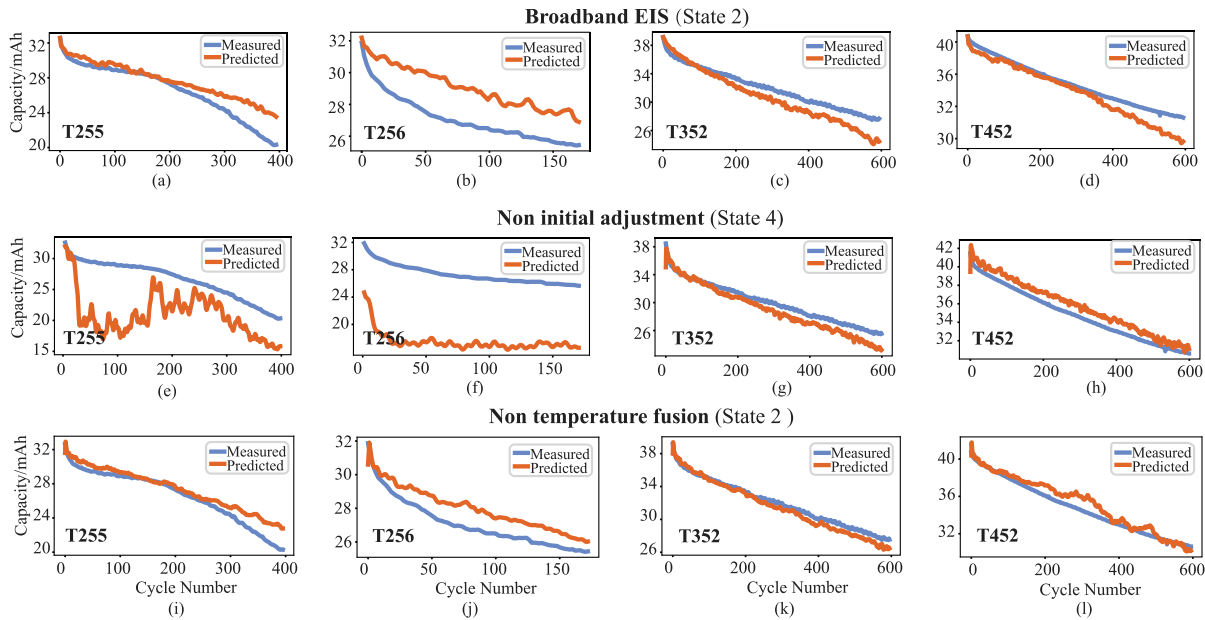 Broadband EIS (State 2)
Capacity/mAh
32
28
24
20
Measured
Predicted
T255
0 100 200 300 400
(a)
32
30
28
26
Measured
Predicted
T256
0 50 100 150
(b)
38
34
30
26
Measured
Predicted
T352
0 200 400 600
(c)
40
36
32
30
Measured
Predicted
T452
0 200 400 600
(d)
Non initial adjustment (State 4)
Capacity/mAh
30
25
20
15
Measured
Predicted
T255
0 100 200 300 400
(e)
32
28
24
20
Measured
Predicted
T256
0 50 100 150
(f)
38
34
30
26
Measured
Predicted
T352
0 200 400 600
(g)
42
40
38
36
34
32
Measured
Predicted
T452
0 200 400 600
(h)
Non temperature fusion (State 2 )
Capacity/mAh
32
28
24
20
Measured
Predicted
T255
0 100 200 300 400
Cycle Number
(i)
32
30
28
26
Measured
Predicted
T256
0 50 100 150
Cycle Number
(j)
38
34
30
26
Measured
Predicted
T352
0 200 400 600
Cycle Number
(k)
40
36
32
Measured
Predicted
T452
0 200 400 600
Cycle Number
(l)